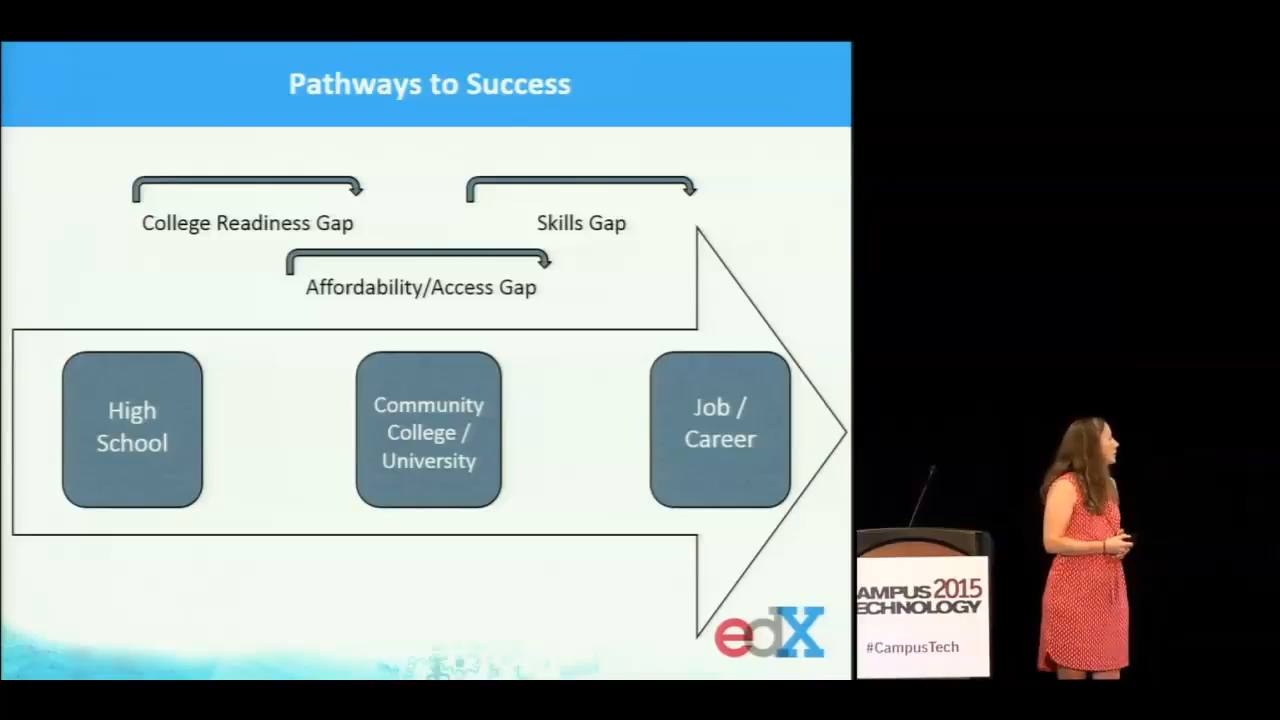 Pathways to Success
College Readiness Gap
Skills Gap
Affordability/Access Gap
High
School
Community
College /
University
Job /
Career
edX
AMPUS 2015
ECHNOLOGY
#CampusTech